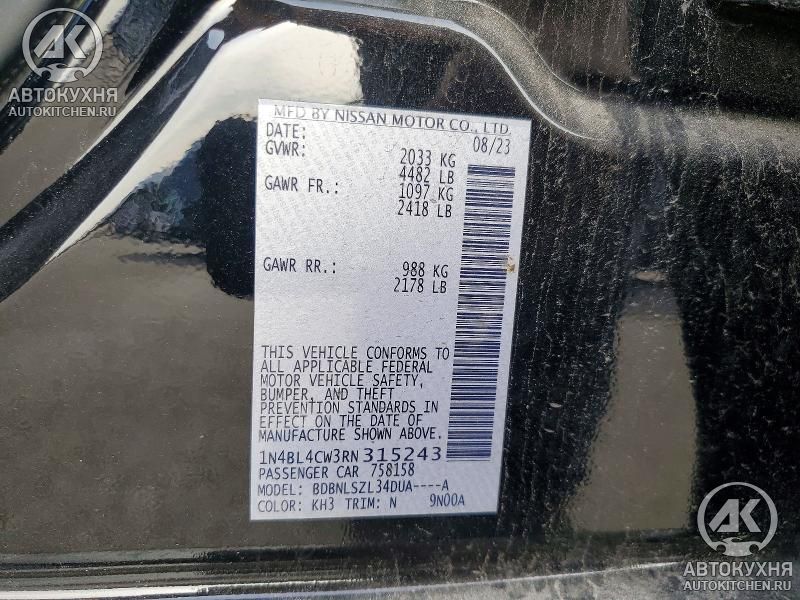 AK
АВТОКУХНЯ
AUTOKITCHEN.RU
MFD BY NISSAN MOTOR CO., LTD.
DATE: 08/23
GVWR: 2033 KG
4482 LB
GAWR FR.: 1097 KG
2418 LB
GAWR RR.: 988 KG
2178 LB
THIS VEHICLE CONFORMS TO
ALL APPLICABLE FEDERAL
MOTOR VEHICLE SAFETY,
BUMPER, AND THEFT
PREVENTION STANDARDS IN
EFFECT ON THE DATE OF
MANUFACTURE SHOWN ABOVE.
1N4BL4CW3RN315243
PASSENGER CAR 758158
MODEL: BDBNLSZL34DUA----A
COLOR: KH3 TRIM: N 9N00A
AK
АВТОКУХНЯ
AUTOKITCHEN.RU